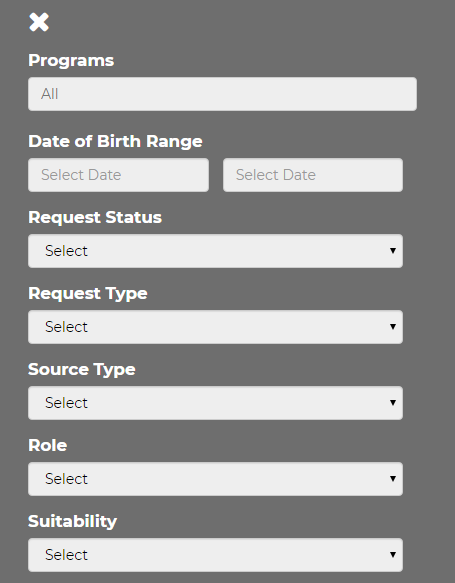 Programs
All
Date of Birth Range
Select Date Select Date
Request Status
Select
Request Type
Select
Source Type
Select
Role
Select
Suitability
Select